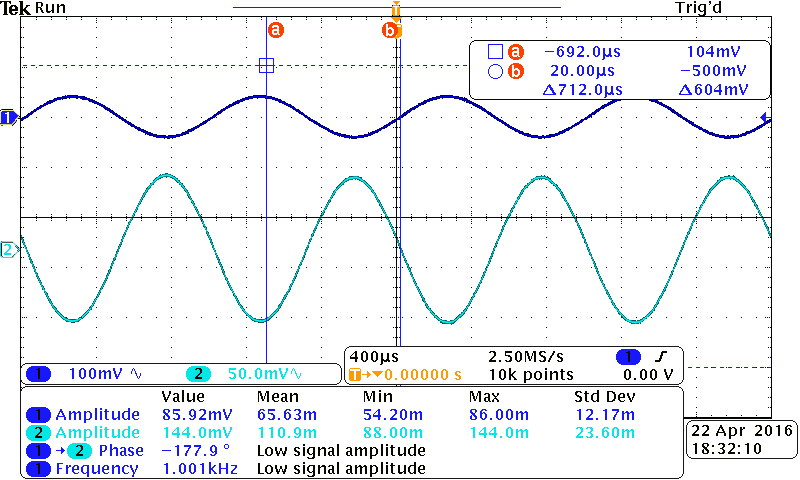 Tek Run Trig'd
T
a b
a −692.0µs 104mV
b 20.00µs −500mV
Δ712.0µs Δ604mV
1
2
1 100mV∿ 2 50.0mV∿
400µs 2.50MS/s 1
T→▼0.00000 s 10k points 0.00 V
Value Mean Min Max Std Dev
1 Amplitude 85.92mV 65.63m 54.20m 86.00m 12.17m
2 Amplitude 144.0mV 110.9m 88.00m 144.0m 23.60m
1→2 Phase −177.9° Low signal amplitude
1 Frequency 1.001kHz Low signal amplitude
22 Apr 2016
18:32:10